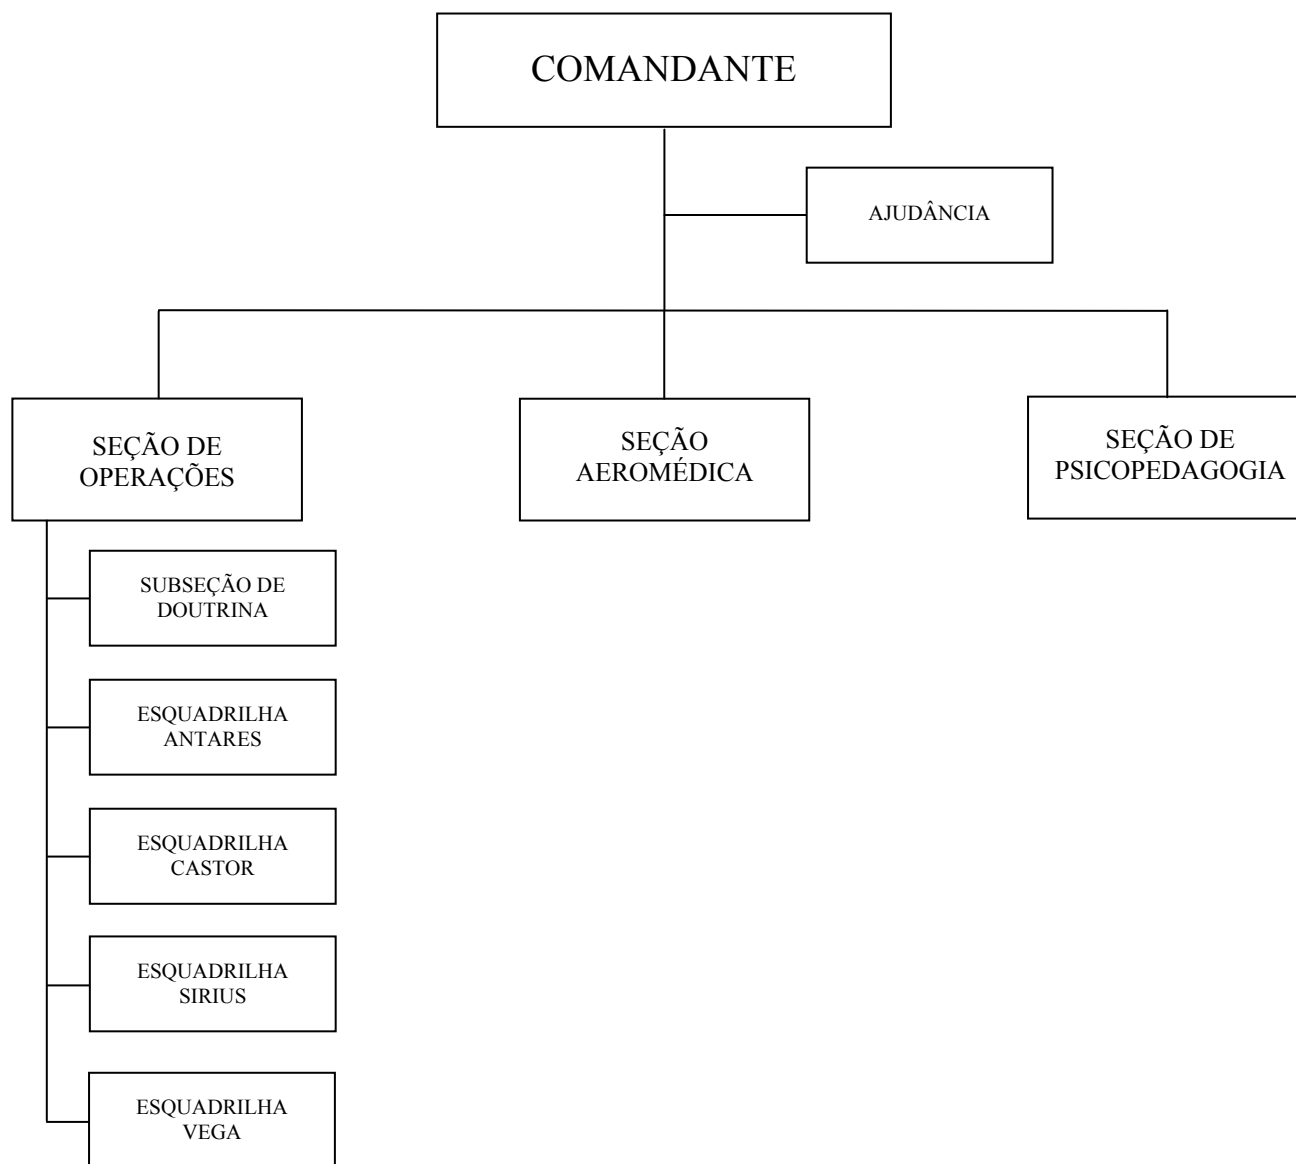 COMANDANTE
AJUDÂNCIA
SEÇÃO DE
OPERAÇÕES
SEÇÃO
AEROMÉDICA
SEÇÃO DE
PSICOPEDAGOGIA
SUBSEÇÃO DE
DOUTRINA
ESQUADRILHA
ANTARES
ESQUADRILHA
CASTOR
ESQUADRILHA
SIRIUS
ESQUADRILHA
VEGA